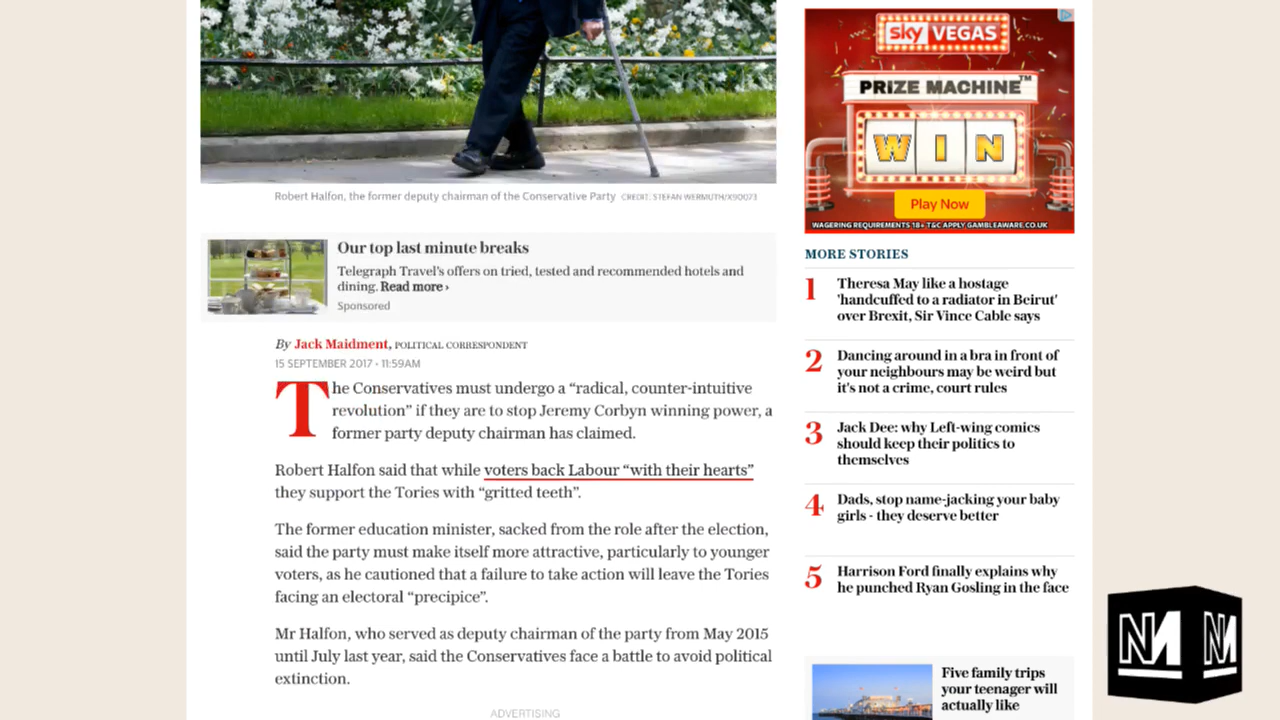 Robert Halfon, the former deputy chairman of the Conservative Party CREDIT: STEFAN WERMUTH/X90073
Our top last minute breaks
Telegraph Travel's offers on tried, tested and recommended hotels and
dining. Read more ›
Sponsored
By Jack Maidment, POLITICAL CORRESPONDENT
15 SEPTEMBER 2017 • 11:59AM
The Conservatives must undergo a “radical, counter-intuitive
revolution” if they are to stop Jeremy Corbyn winning power, a
former party deputy chairman has claimed.
Robert Halfon said that while voters back Labour “with their hearts”
they support the Tories with “gritted teeth”.
The former education minister, sacked from the role after the election,
said the party must make itself more attractive, particularly to younger
voters, as he cautioned that a failure to take action will leave the Tories
facing an electoral “precipice”.
Mr Halfon, who served as deputy chairman of the party from May 2015
until July last year, said the Conservatives face a battle to avoid political
extinction.
ADVERTISING
sky VEGAS
PRIZE MACHINE™
WIN
Play Now
WAGERING REQUIREMENTS 18+ T&C APPLY GAMBLEAWARE.CO.UK
MORE STORIES
1 Theresa May like a hostage
'handcuffed to a radiator in Beirut'
over Brexit, Sir Vince Cable says
2 Dancing around in a bra in front of
your neighbours may be weird but
it's not a crime, court rules
3 Jack Dee: why Left-wing comics
should keep their politics to
themselves
4 Dads, stop name-jacking your baby
girls - they deserve better
5 Harrison Ford finally explains why
he punched Ryan Gosling in the face
Five family trips
your teenager will
actually like
NM NM